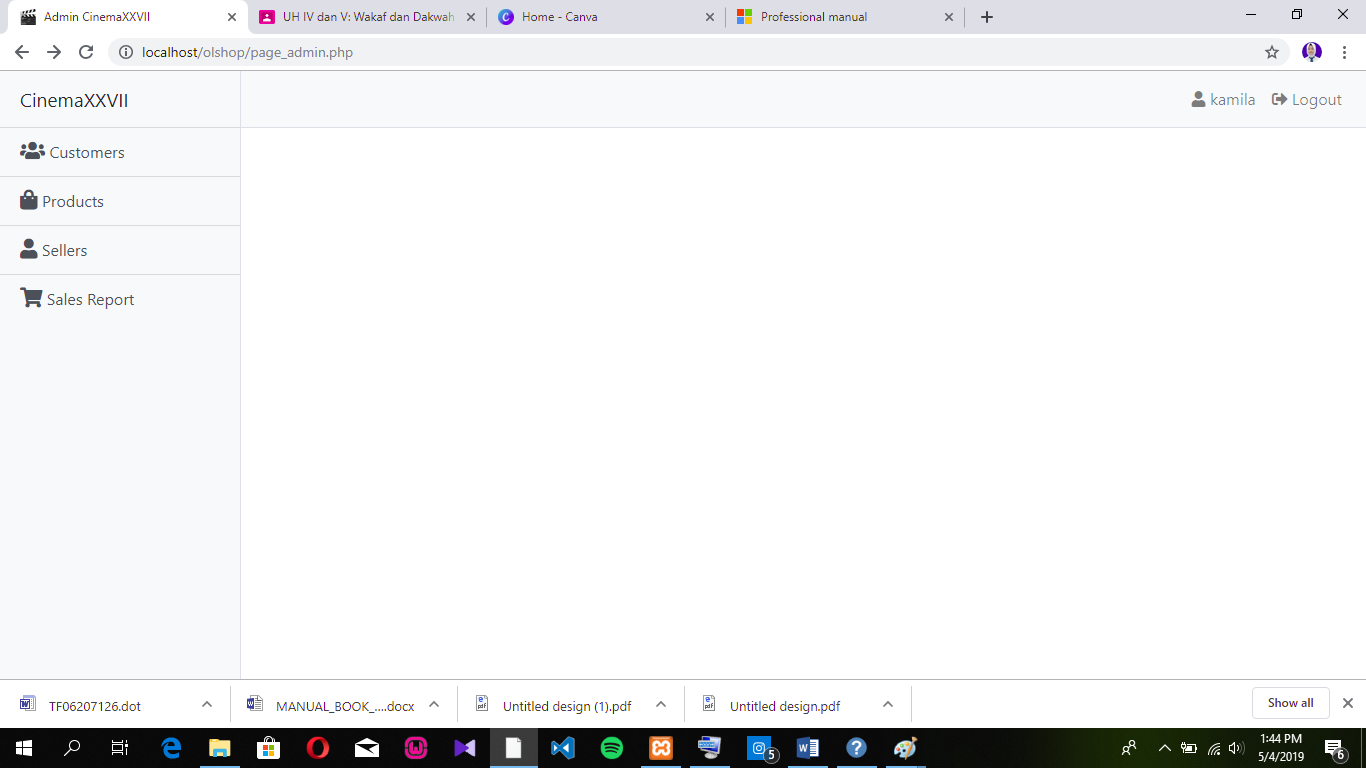 Admin CinemaXXVII
UH IV dan V: Wakaf dan Dakwah
Home - Canva
Professional manual
localhost/olshop/page_admin.php
CinemaXXVII
kamila
Logout
Customers
Products
Sellers
Sales Report
TF06207126.dot
MANUAL_BOOK_....docx
Untitled design (1).pdf
Untitled design.pdf
Show all
5
1:44 PM
5/4/2019
6